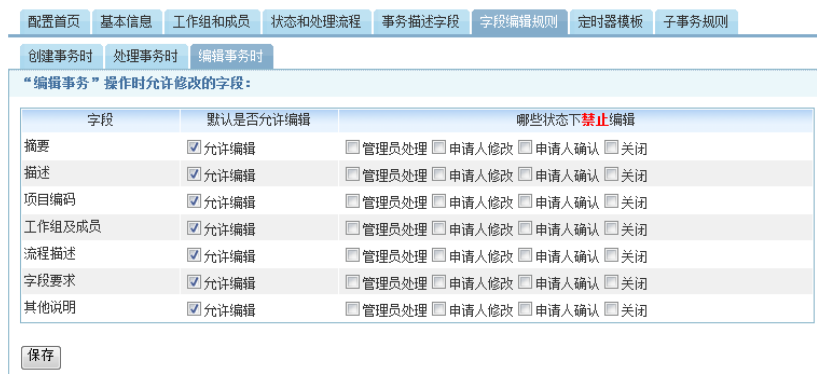 配置首页 基本信息 工作组和成员 状态和处理流程 事务描述字段 字段编辑规则 定时器模板 子事务规则
创建事务时 处理事务时 编辑事务时
“编辑事务”操作时允许修改的字段：
字段 默认是否允许编辑 哪些状态下禁止编辑
摘要 允许编辑 管理员处理 申请人修改 申请人确认 关闭
描述 允许编辑 管理员处理 申请人修改 申请人确认 关闭
项目编码 允许编辑 管理员处理 申请人修改 申请人确认 关闭
工作组及成员 允许编辑 管理员处理 申请人修改 申请人确认 关闭
流程描述 允许编辑 管理员处理 申请人修改 申请人确认 关闭
字段要求 允许编辑 管理员处理 申请人修改 申请人确认 关闭
其他说明 允许编辑 管理员处理 申请人修改 申请人确认 关闭
保存